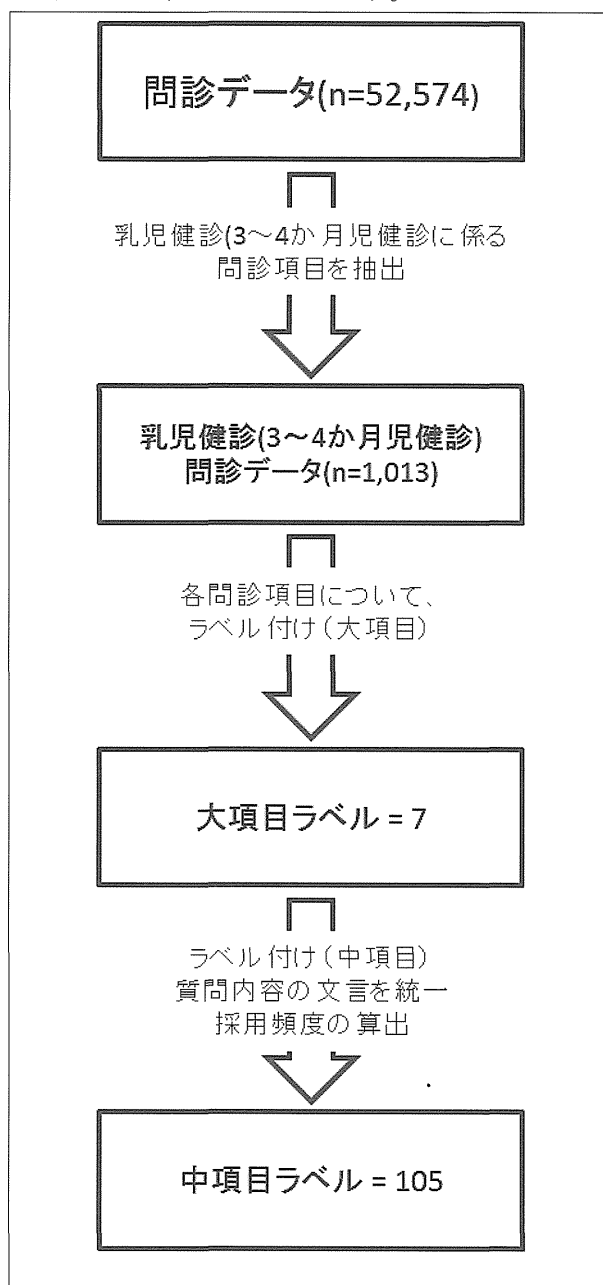 問診データ(n=52,574)
乳児健診(3～4か月児健診に係る
問診項目を抽出
乳児健診(3～4か月児健診)
問診データ(n=1,013)
各問診項目について、
ラベル付け(大項目)
大項目ラベル = 7
ラベル付け(中項目)
質問内容の文言を統一
採用頻度の算出
中項目ラベル = 105